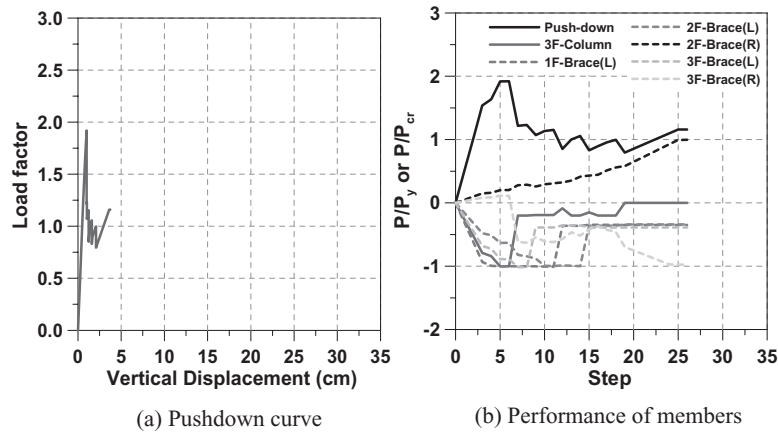 3.0
2.5
2.0
1.5
1.0
0.5
0.0
Load factor
0 5 10 15 20 25 30 35
Vertical Displacement (cm)
(a) Pushdown curve
3
2
1
0
-1
-2
P/Py or P/Pcr
Push-down
3F-Column
1F-Brace(L)
2F-Brace(L)
2F-Brace(R)
3F-Brace(L)
3F-Brace(R)
0 5 10 15 20 25 30 35
Step
(b) Performance of members